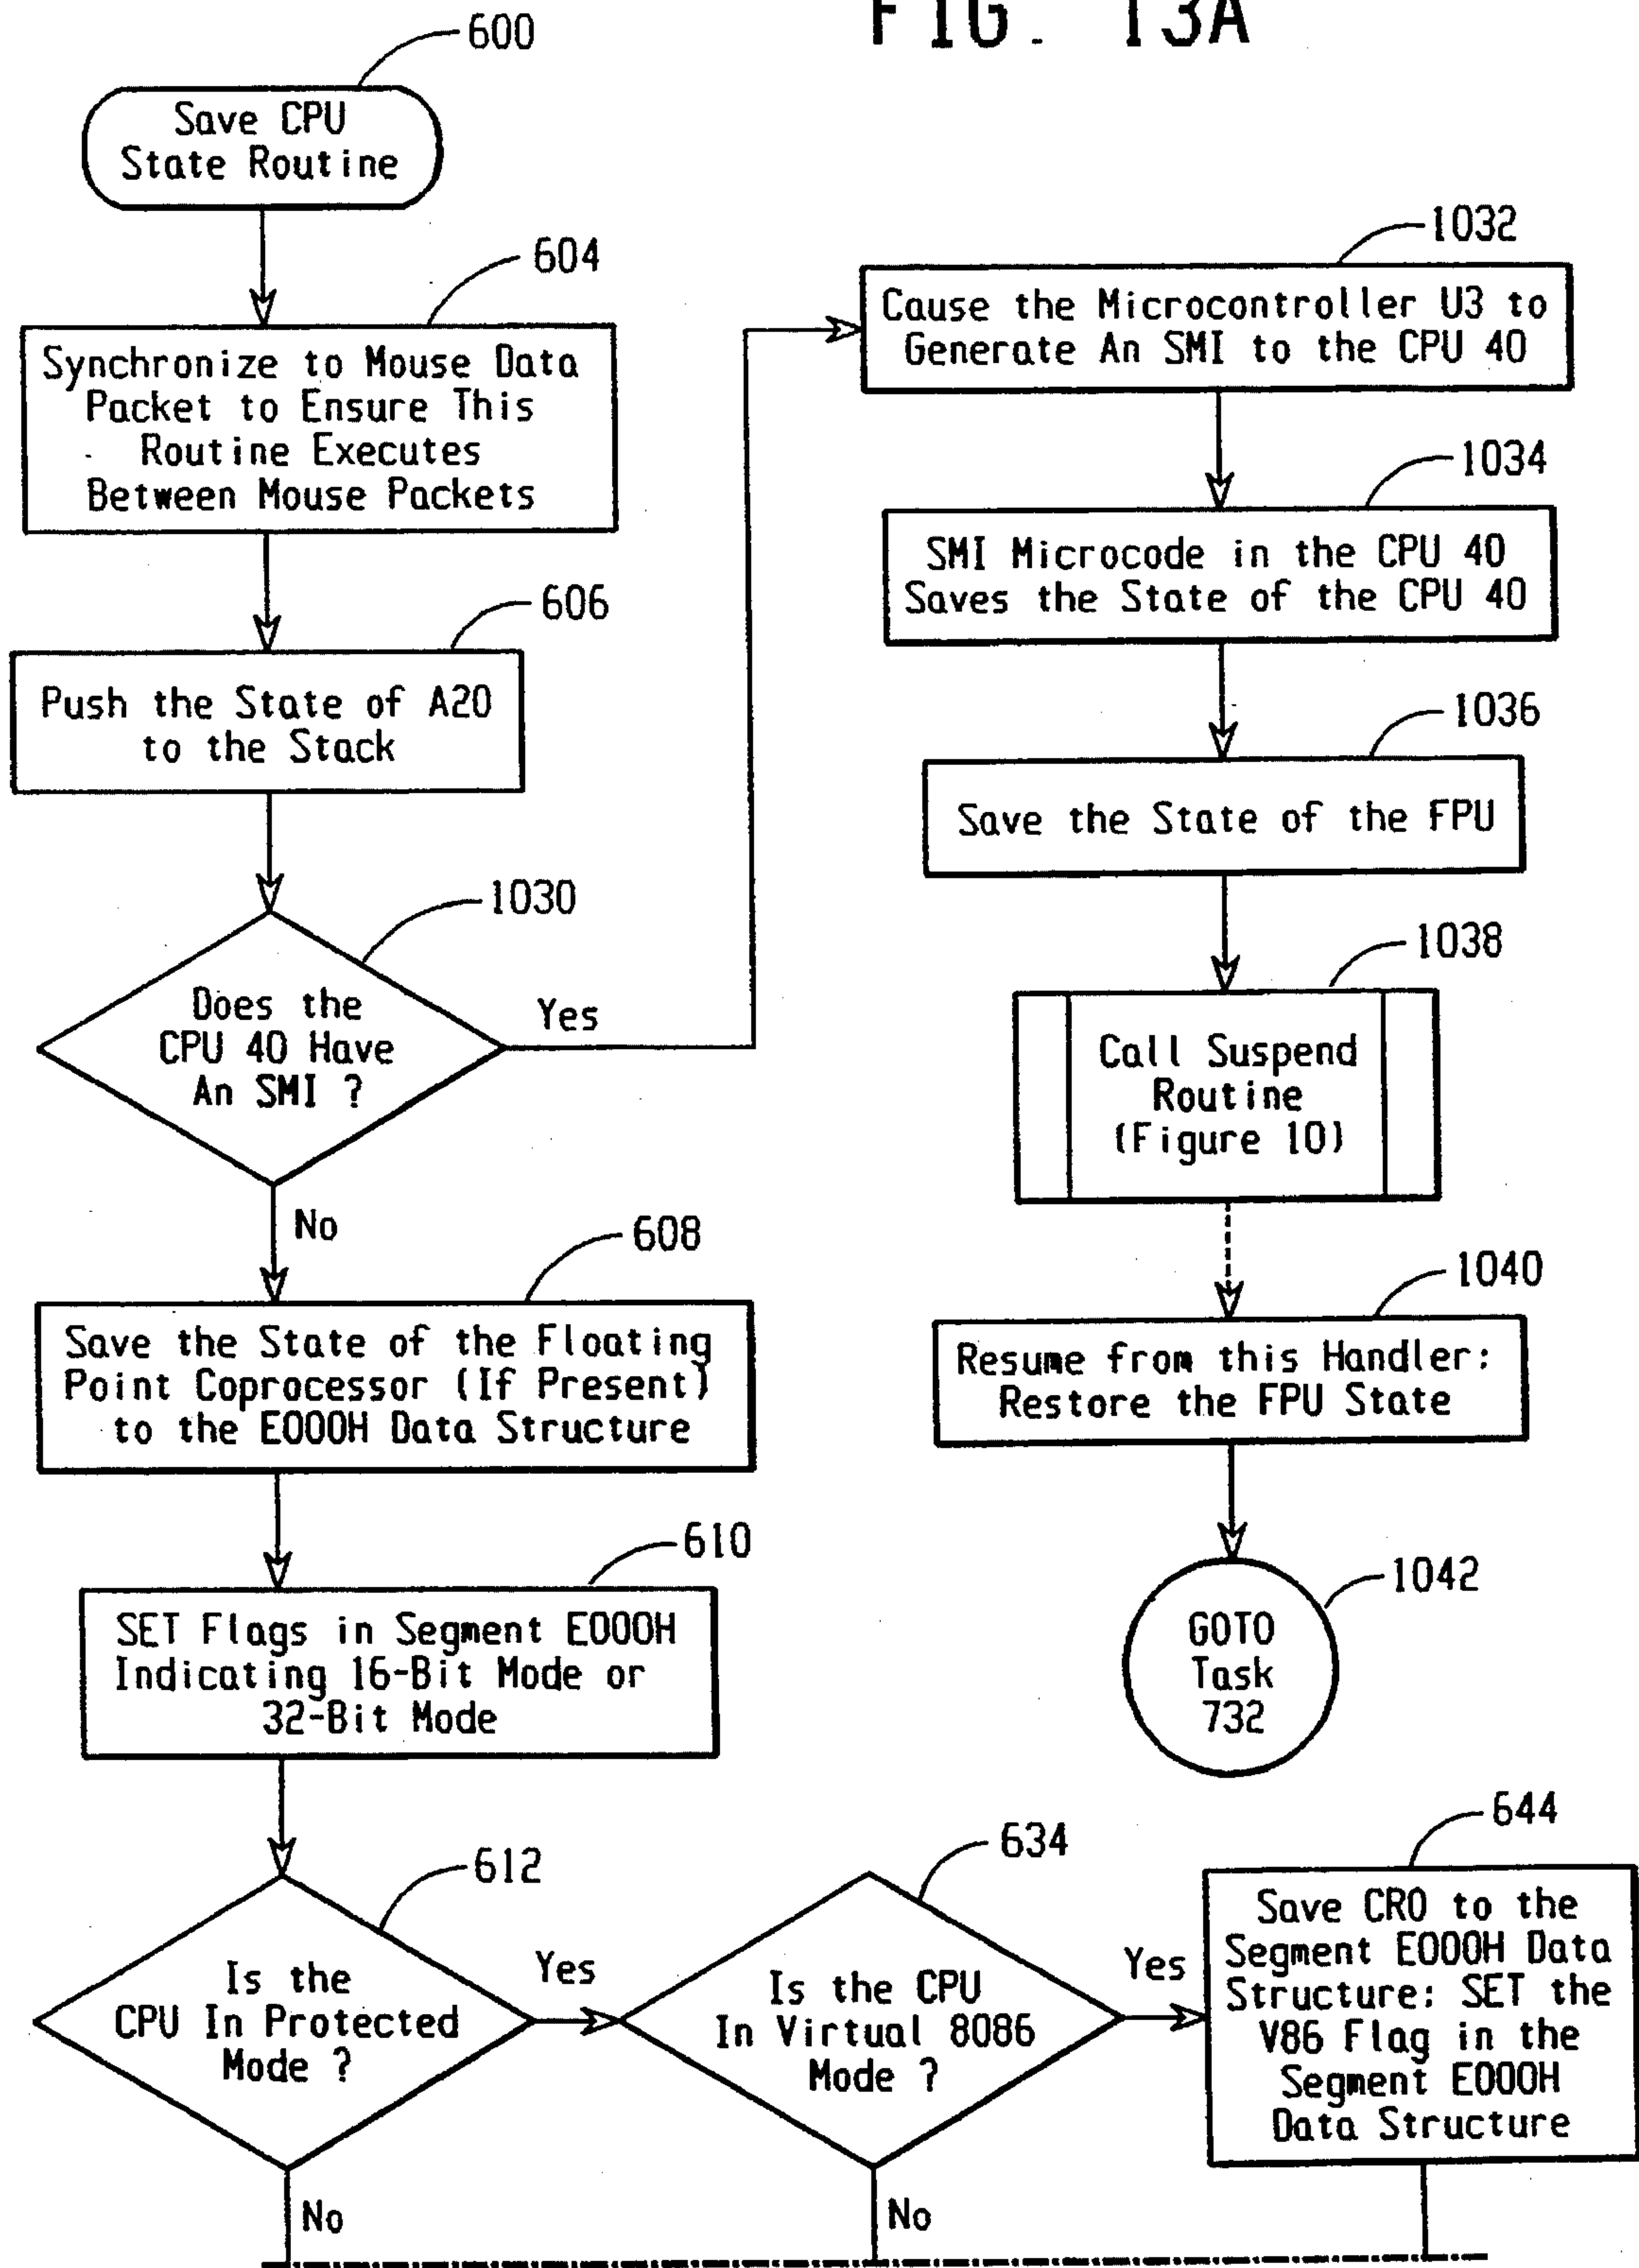 FIG. 13A
600
Save CPU
State Routine
604
Synchronize to Mouse Data
Packet to Ensure This
Routine Executes
Between Mouse Packets
606
Push the State of A20
to the Stack
1030
Does the
CPU 40 Have
An SMI ?
Yes
No
608
Save the State of the Floating
Point Coprocessor (If Present)
to the E000H Data Structure
610
SET Flags in Segment E000H
Indicating 16-Bit Mode or
32-Bit Mode
612
Is the
CPU In Protected
Mode ?
Yes
No
634
Is the CPU
In Virtual 8086
Mode ?
Yes
No
644
Save CR0 to the
Segment E000H Data
Structure: SET the
V86 Flag in the
Segment E000H
Data Structure
1032
Cause the Microcontroller U3 to
Generate An SMI to the CPU 40
1034
SMI Microcode in the CPU 40
Saves the State of the CPU 40
1036
Save the State of the FPU
1038
Call Suspend
Routine
(Figure 10)
1040
Resume from this Handler:
Restore the FPU State
1042
GOTO
Task
732